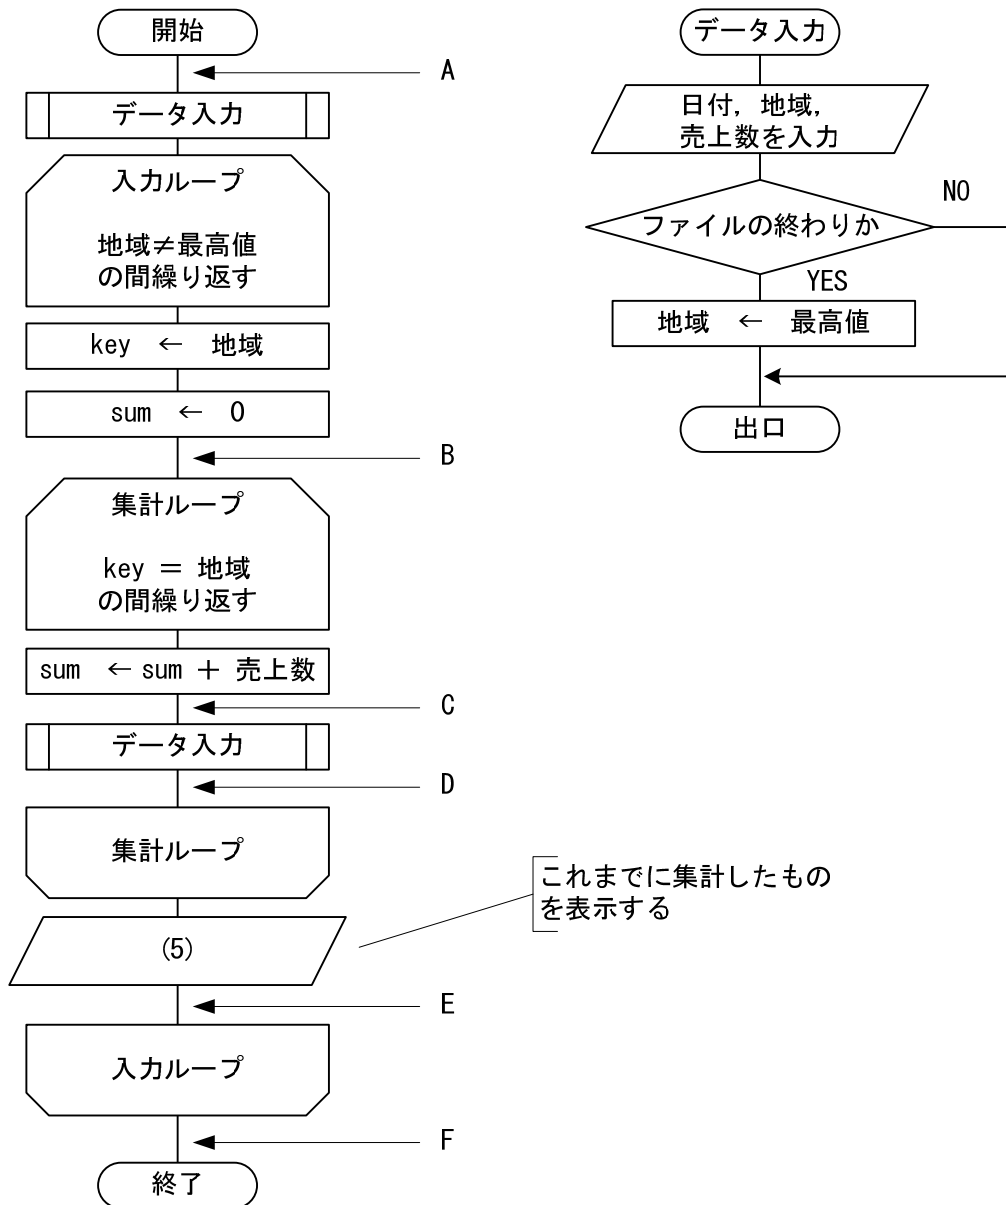 開始
A
データ入力
入力ループ
地域≠最高値
の間繰り返す
key ← 地域
sum ← 0
B
集計ループ
key = 地域
の間繰り返す
sum ← sum + 売上数
C
データ入力
D
集計ループ
(5)
これまでに集計したもの
を表示する
E
入力ループ
F
終了
データ入力
日付，地域，
売上数を入力
ファイルの終わりか
NO
YES
地域 ← 最高値
出口